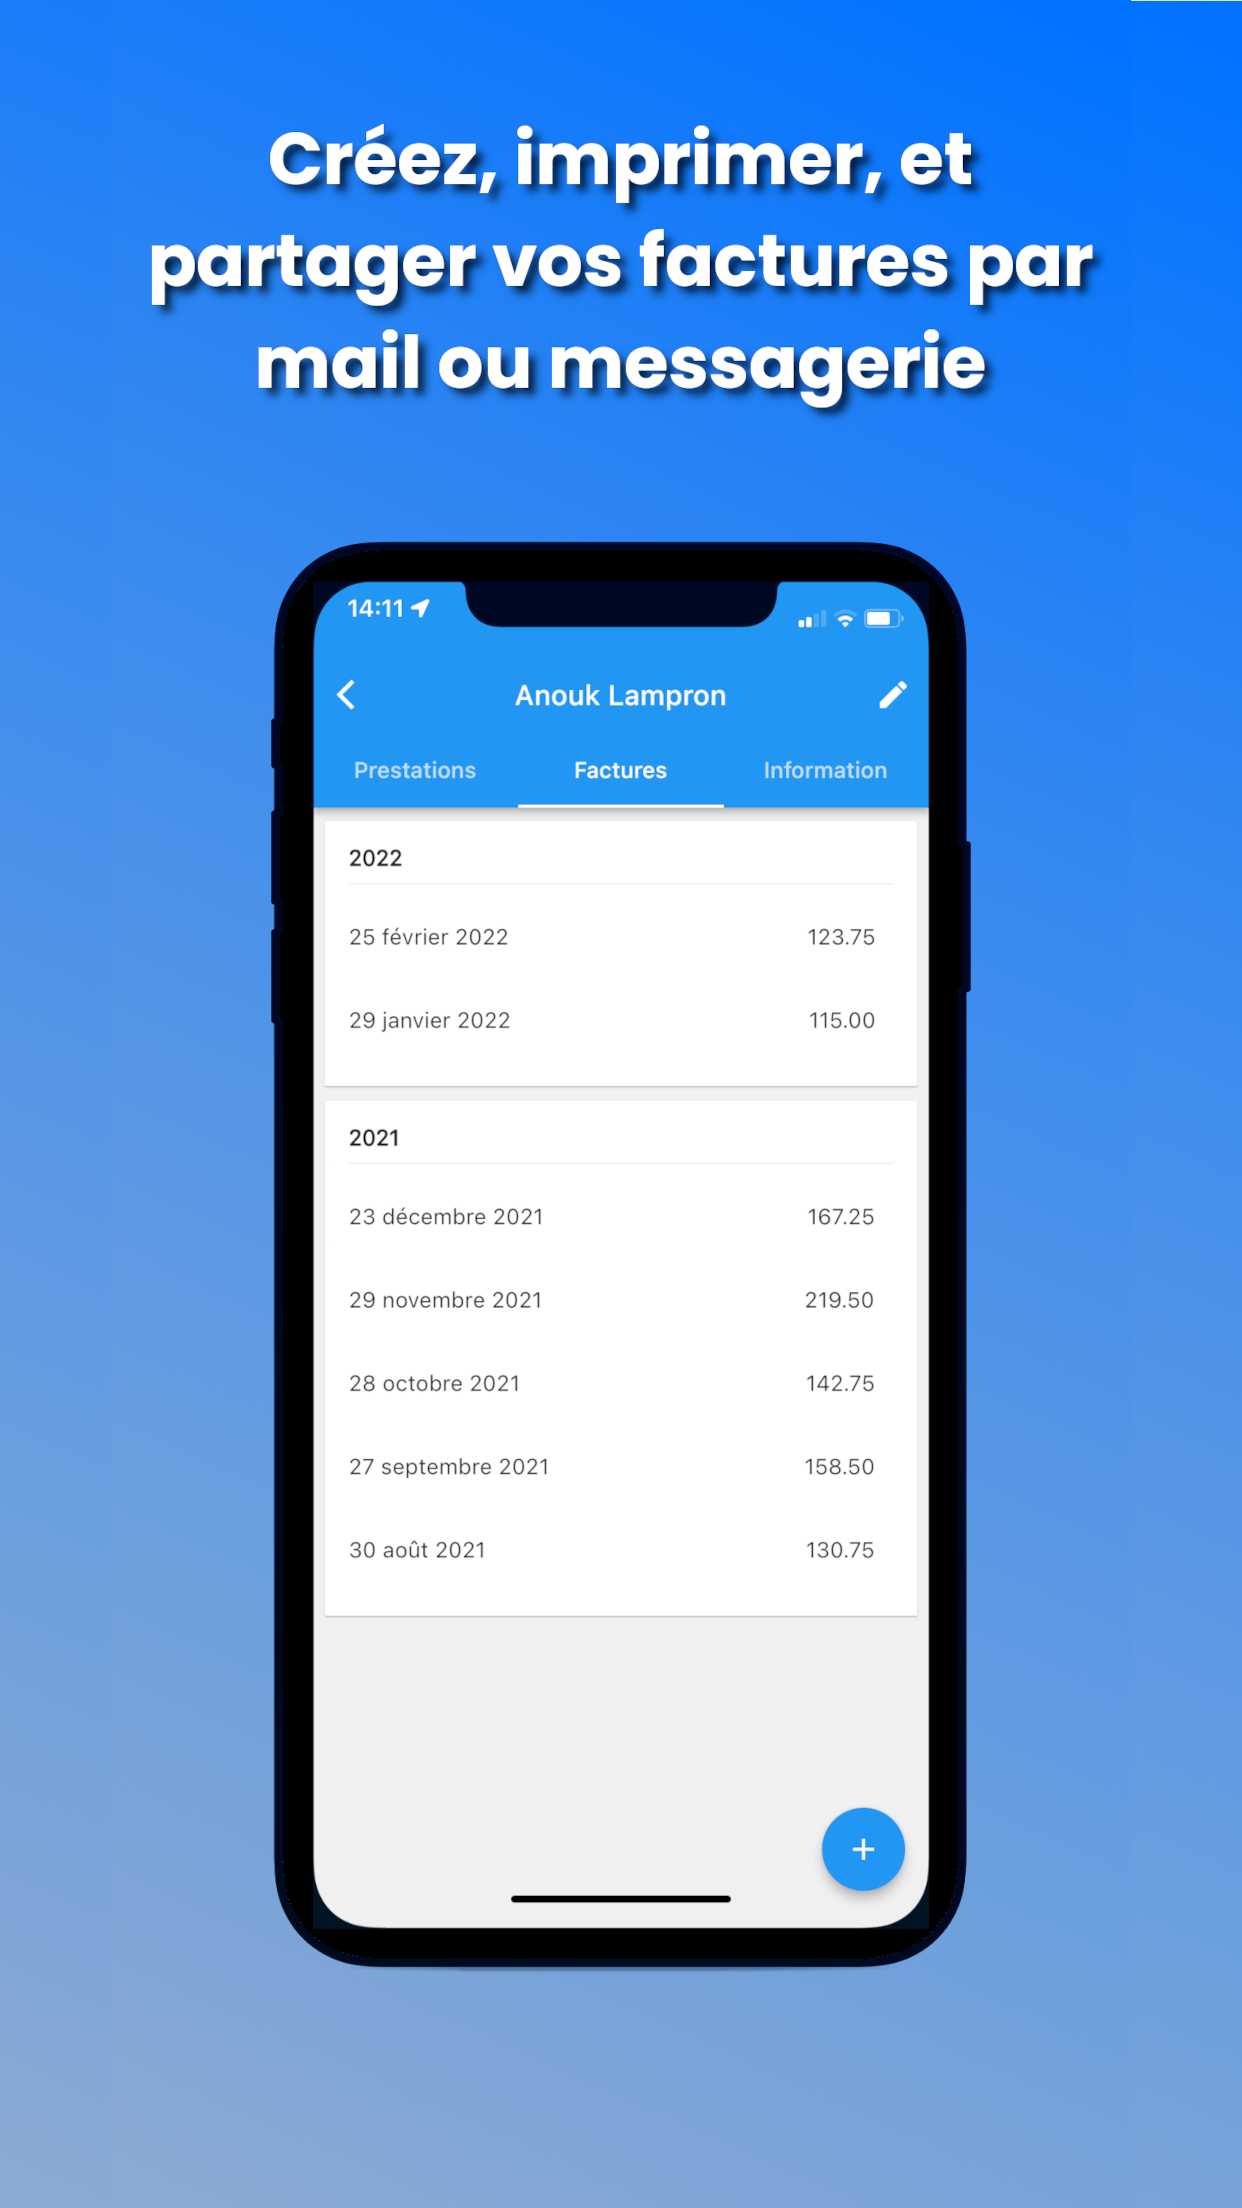 Créez, imprimer, et
partager vos factures par
mail ou messagerie
14:11
Anouk Lampron
Prestations Factures Information
2022
25 février 2022 123.75
29 janvier 2022 115.00
2021
23 décembre 2021 167.25
29 novembre 2021 219.50
28 octobre 2021 142.75
27 septembre 2021 158.50
30 août 2021 130.75
+